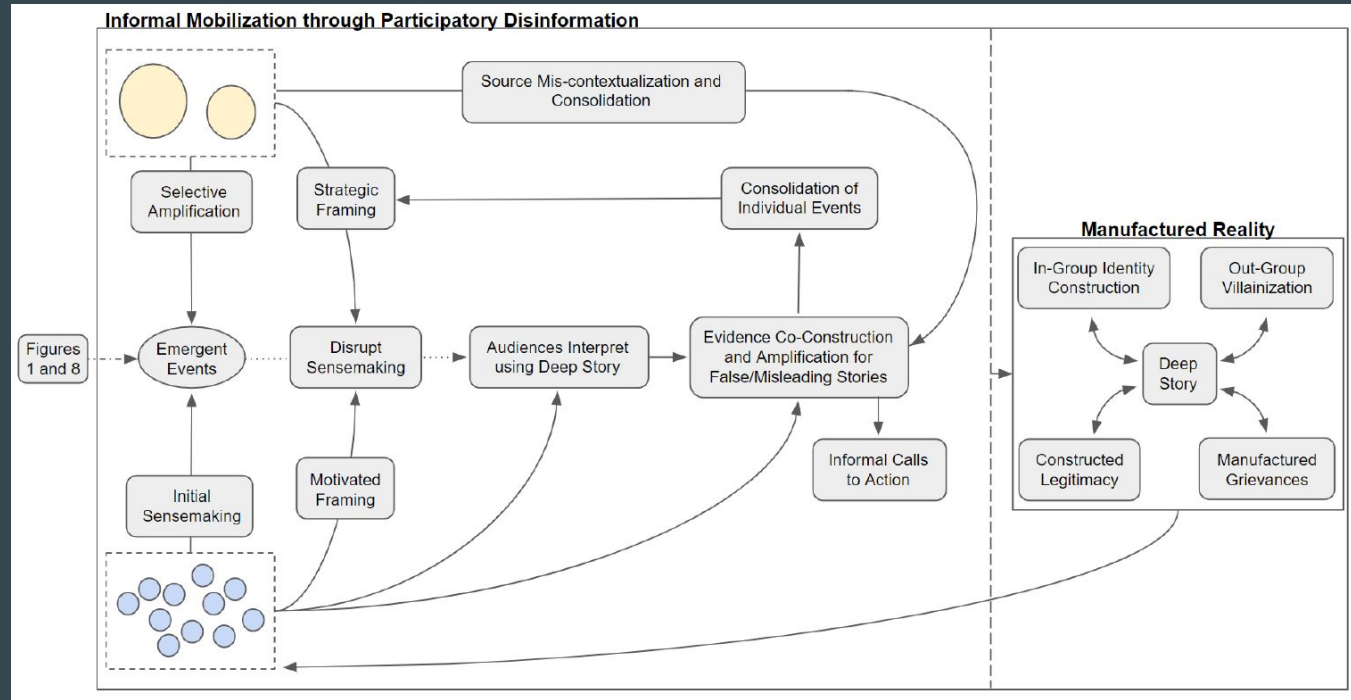 Informal Mobilization through Participatory Disinformation
Source Mis-contextualization and
Consolidation
Selective
Amplification
Strategic
Framing
Consolidation of
Individual Events
Manufactured Reality
In-Group Identity
Construction
Out-Group
Villainization
Figures
1 and 8
Emergent
Events
Disrupt
Sensemaking
Audiences Interpret
using Deep Story
Evidence Co-Construction
and Amplification for
False/Misleading Stories
Deep
Story
Initial
Sensemaking
Motivated
Framing
Informal Calls
to Action
Constructed
Legitimacy
Manufactured
Grievances